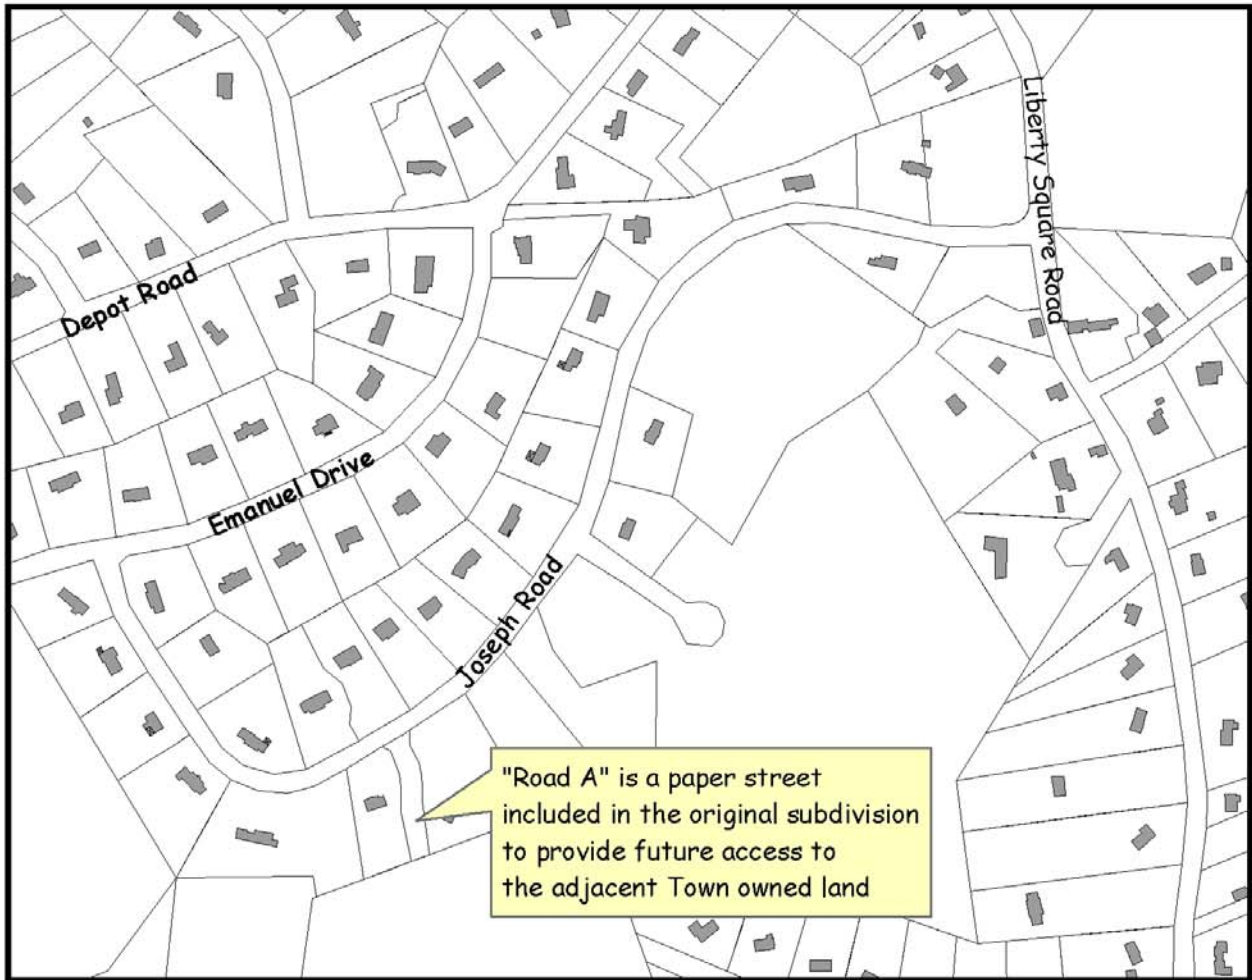 Liberty Square Road
Depot Road
Emanuel Drive
Joseph Road
"Road A" is a paper street
included in the original subdivision
to provide future access to
the adjacent Town owned land